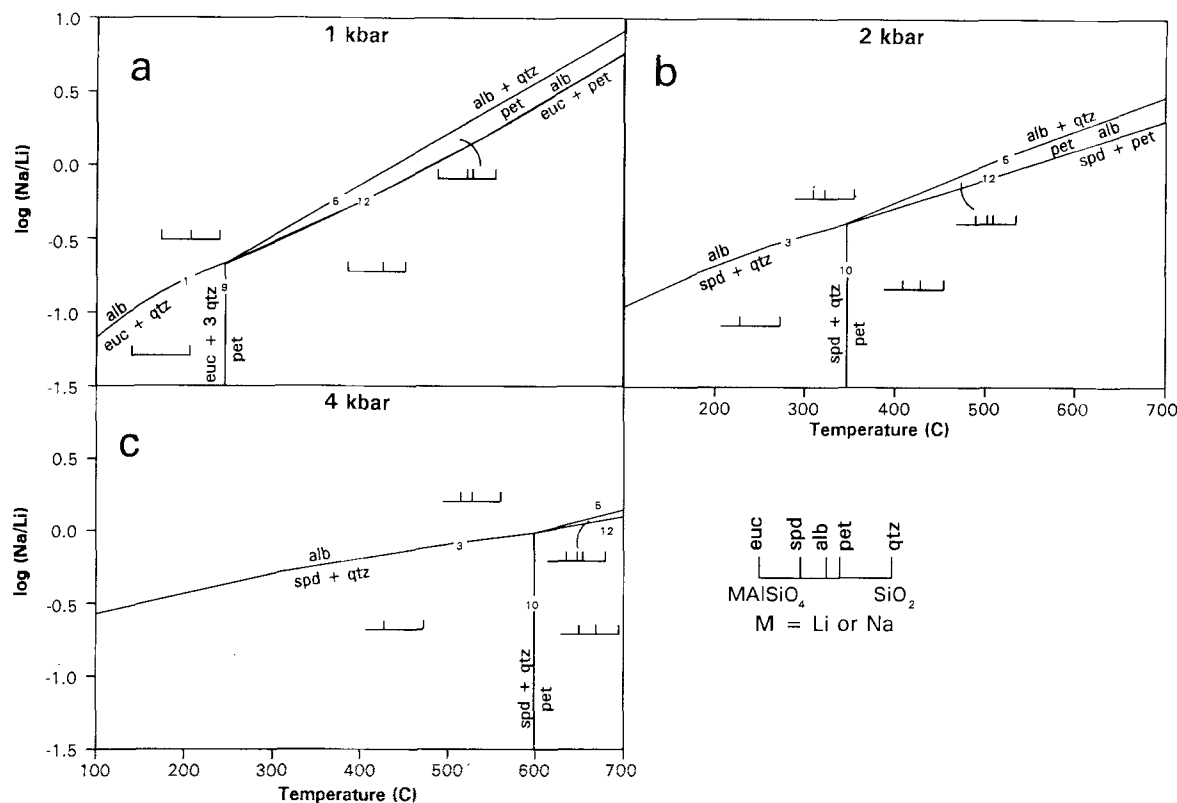 1 kbar
a
log (Na/Li)
1.0
0.5
0.0
-0.5
-1.0
-1.5
alb + qtz
pet
alb
euc + pet
6
12
alb
euc + qtz
1
9
euc + 3 qtz
pet
2 kbar
b
alb + qtz
pet
alb
spd + pet
6
12
alb
spd + qtz
3
10
spd + qtz
pet
200 300 400 500 600 700
Temperature (C)
4 kbar
c
log (Na/Li)
0.5
0.0
-0.5
-1.0
-1.5
alb
spd + qtz
3
6
12
10
spd + qtz
pet
100 200 300 400 500 600 700
Temperature (C)
euc spd alb pet qtz
MAlSiO4 SiO2
M = Li or Na